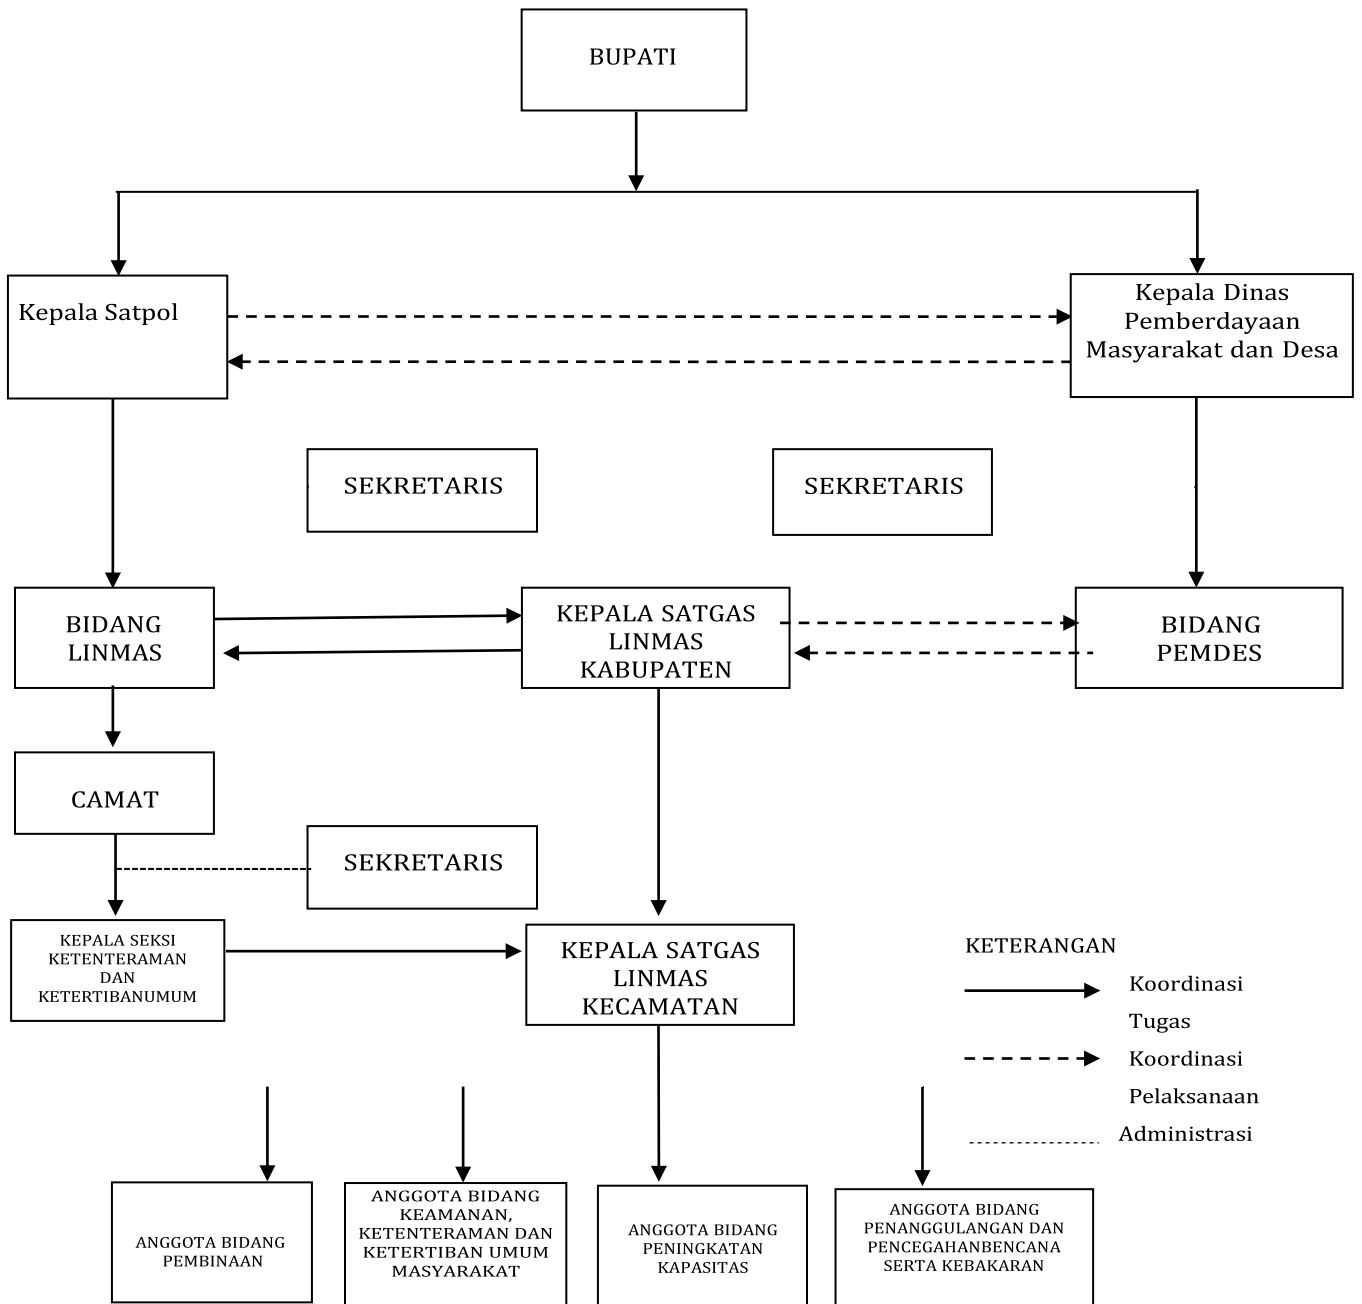 BUPATI
Kepala Satpol
Kepala Dinas
Pemberdayaan
Masyarakat dan Desa
SEKRETARIS
SEKRETARIS
BIDANG
LINMAS
KEPALA SATGAS
LINMAS
KABUPATEN
BIDANG
PEMDES
CAMAT
SEKRETARIS
KEPALA SEKSI
KETENTERAMAN
DAN
KETERTIBANUMUM
KEPALA SATGAS
LINMAS
KECAMATAN
KETERANGAN
Koordinasi
Tugas
Koordinasi
Pelaksanaan
Administrasi
ANGGOTA BIDANG
PEMBINAAN
ANGGOTA BIDANG
KEAMANAN,
KETENTERAMAN DAN
KETERTIBAN UMUM
MASYARAKAT
ANGGOTA BIDANG
PENINGKATAN
KAPASITAS
ANGGOTA BIDANG
PENANGGULANGAN DAN
PENCEGAHANBENCANA
SERTA KEBAKARAN